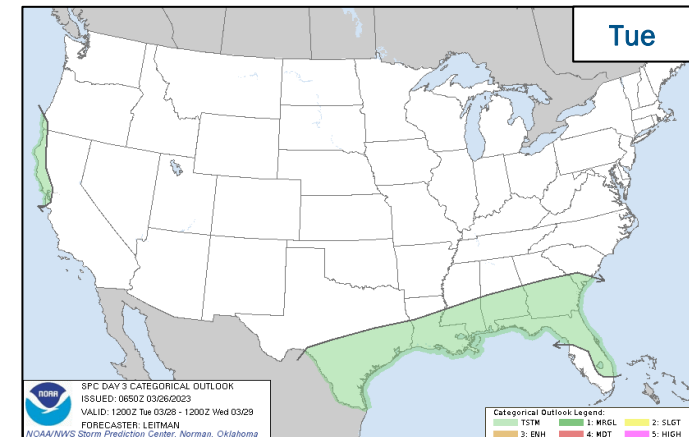 Tue
NOAA
SPC DAY 3 CATEGORICAL OUTLOOK
ISSUED: 0650Z 03/26/2023
VALID: 1200Z Tue 03/28 - 1200Z Wed 03/29
FORECASTER: LEITMAN
NOAA/NWS Storm Prediction Center, Norman, Oklahoma
Categorical Outlook Legend:
TSTM 1: MRGL 2: SLGT
3: ENH 4: MDT 5: HIGH